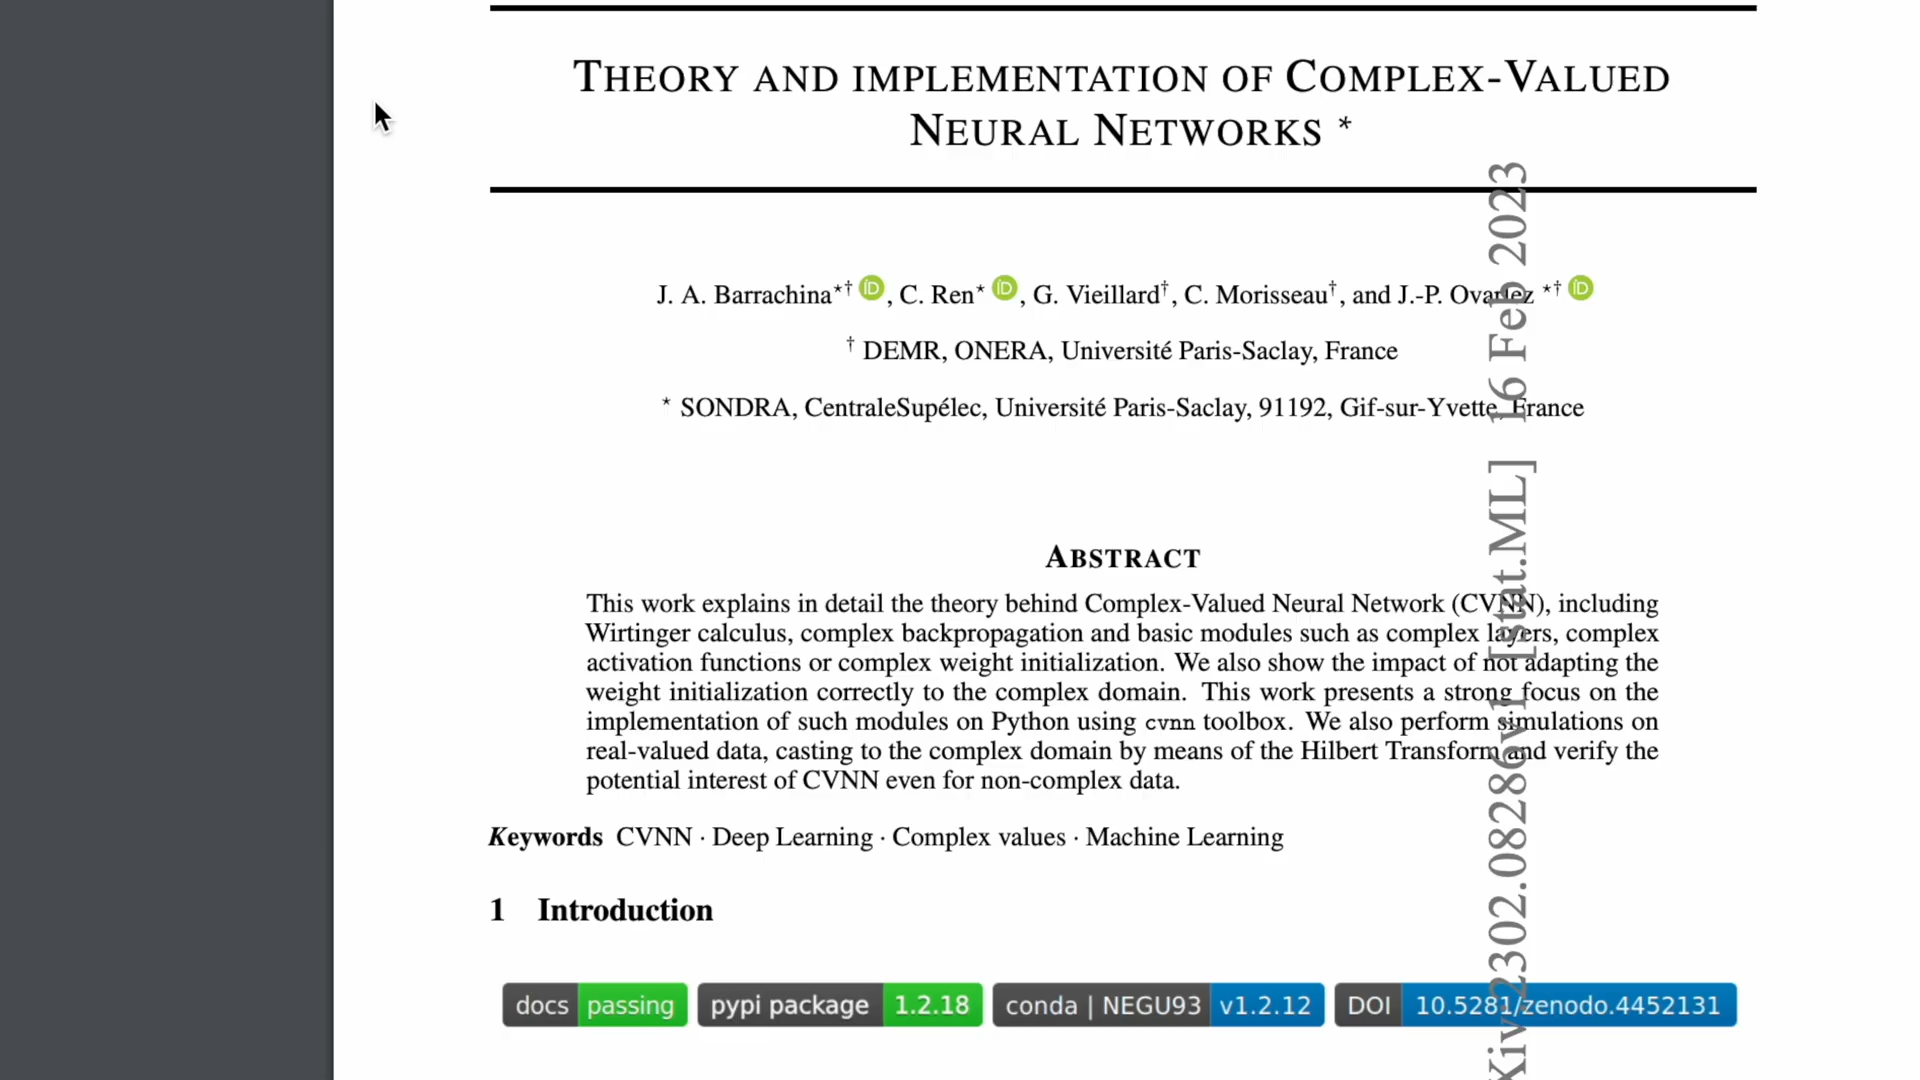 THEORY AND IMPLEMENTATION OF COMPLEX-VALUED
NEURAL NETWORKS *
J. A. Barrachina*† iD, C. Ren* iD, G. Vieillard†, C. Morisseau†, and J.-P. Ovarlez *† iD
† DEMR, ONERA, Université Paris-Saclay, France
* SONDRA, CentraleSupélec, Université Paris-Saclay, 91192, Gif-sur-Yvette, France
ABSTRACT
This work explains in detail the theory behind Complex-Valued Neural Network (CVNN), including
Wirtinger calculus, complex backpropagation and basic modules such as complex layers, complex
activation functions or complex weight initialization. We also show the impact of not adapting the
weight initialization correctly to the complex domain. This work presents a strong focus on the
implementation of such modules on Python using cvnn toolbox. We also perform simulations on
real-valued data, casting to the complex domain by means of the Hilbert Transform and verify the
potential interest of CVNN even for non-complex data.
Keywords CVNN · Deep Learning · Complex values · Machine Learning
1 Introduction
docs passing pypi package 1.2.18 conda | NEGU93 v1.2.12 DOI 10.5281/zenodo.4452131
Xiv:2302.08286v1 [stat.ML] 16 Feb 2023